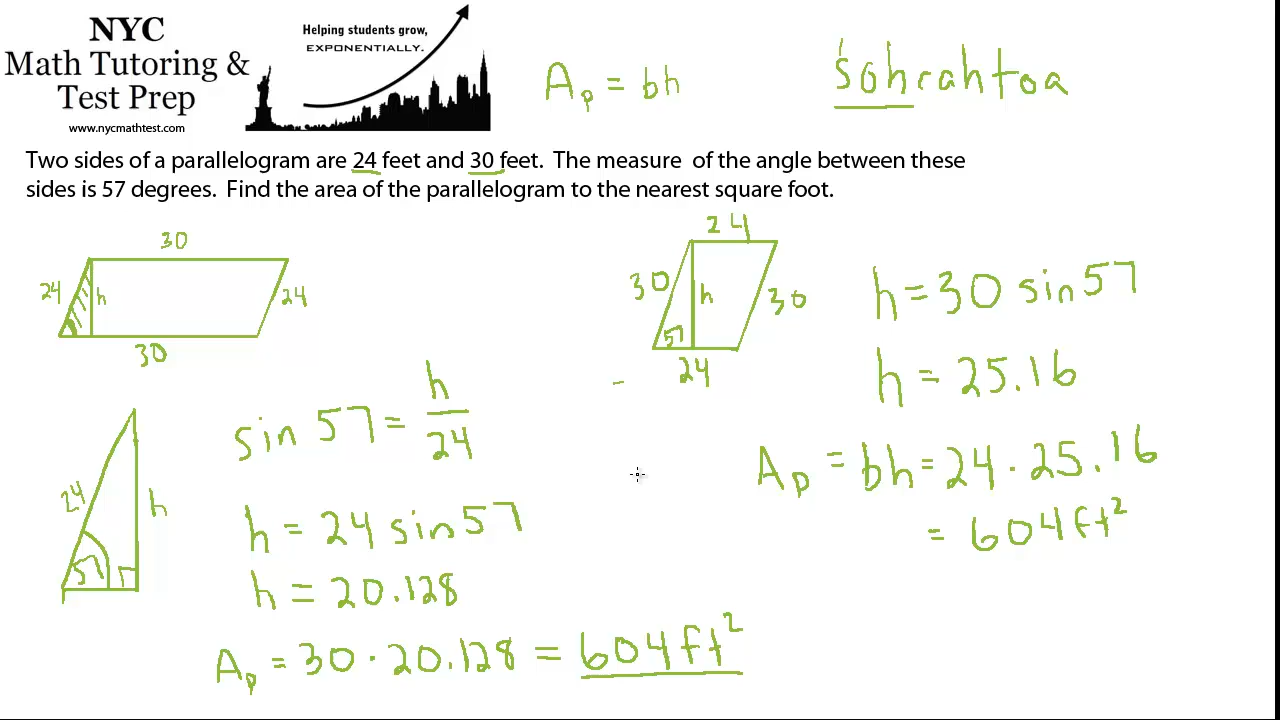 NYC
Math Tutoring &
Test Prep
www.nycmathtest.com
Helping students grow,
EXPONENTIALLY.
Aₚ = bh
sohcahtoa
Two sides of a parallelogram are 24 feet and 30 feet. The measure of the angle between these
sides is 57 degrees. Find the area of the parallelogram to the nearest square foot.
30
24
h
24
30
24
30
h
30
57
24
h = 30 sin 57
h = 25.16
Aₚ = bh = 24 · 25.16
= 604 ft²
24
h
57
sin 57 = h/24
h = 24 sin 57
h = 20.128
Aₚ = 30 · 20.128 = 604 ft²